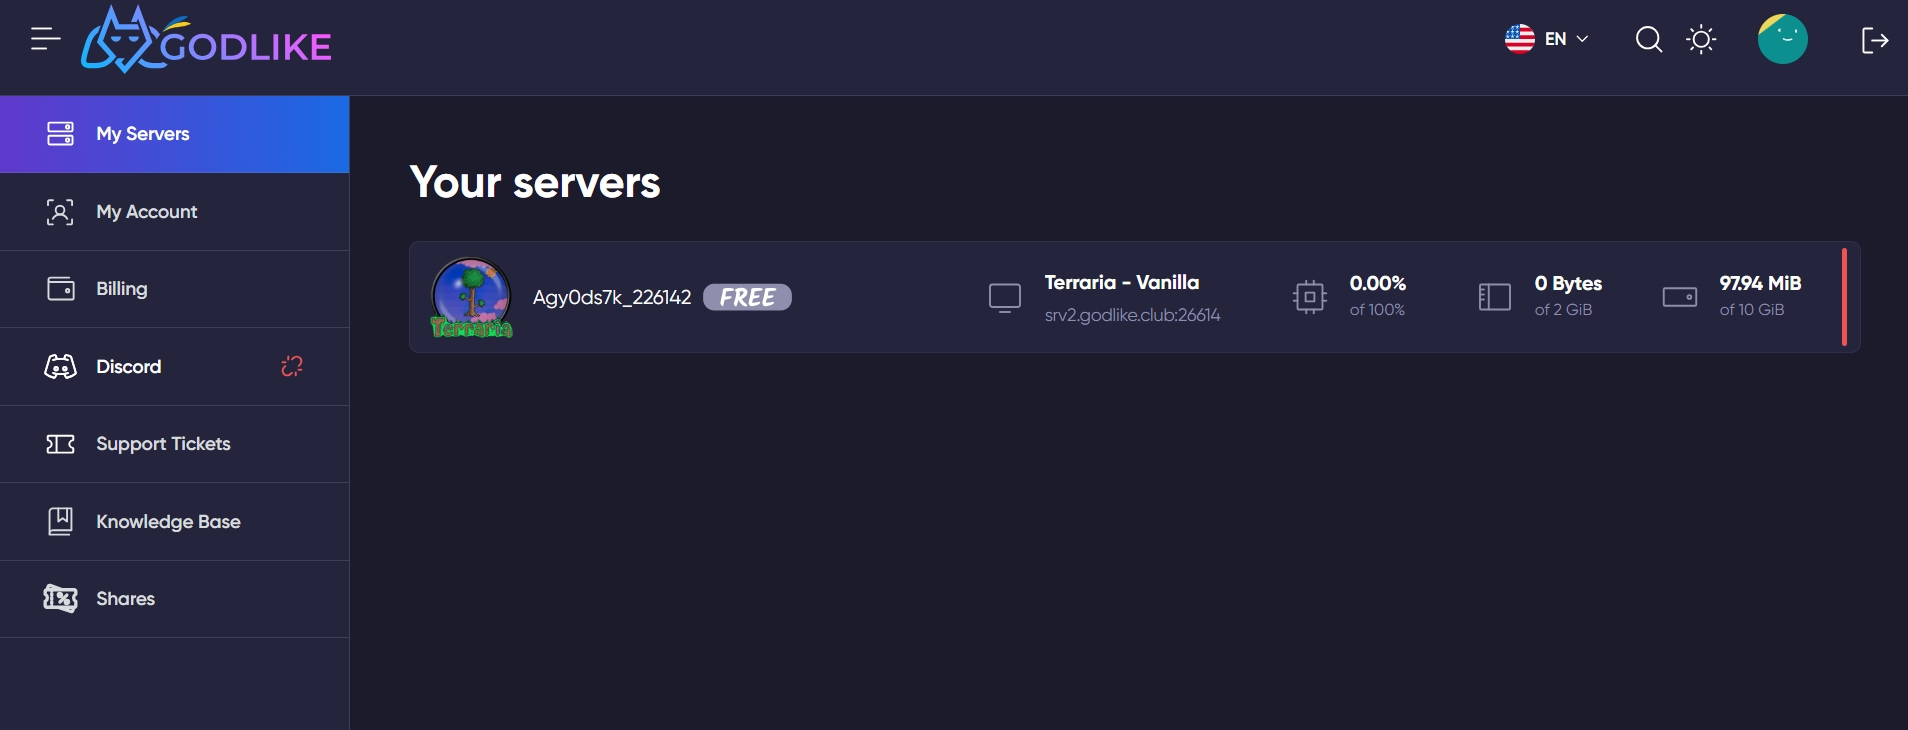 GODLIKE
EN
My Servers
My Account
Billing
Discord
Support Tickets
Knowledge Base
Shares
Your servers
Terraria
Agy0ds7k_226142 FREE
Terraria - Vanilla
srv2.godlike.club:26614
0.00%
of 100%
0 Bytes
of 2 GiB
97.94 MiB
of 10 GiB